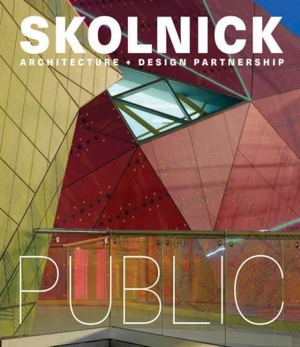 SKOLNICK
ARCHITECTURE + DESIGN PARTNERSHIP
PUBLIC